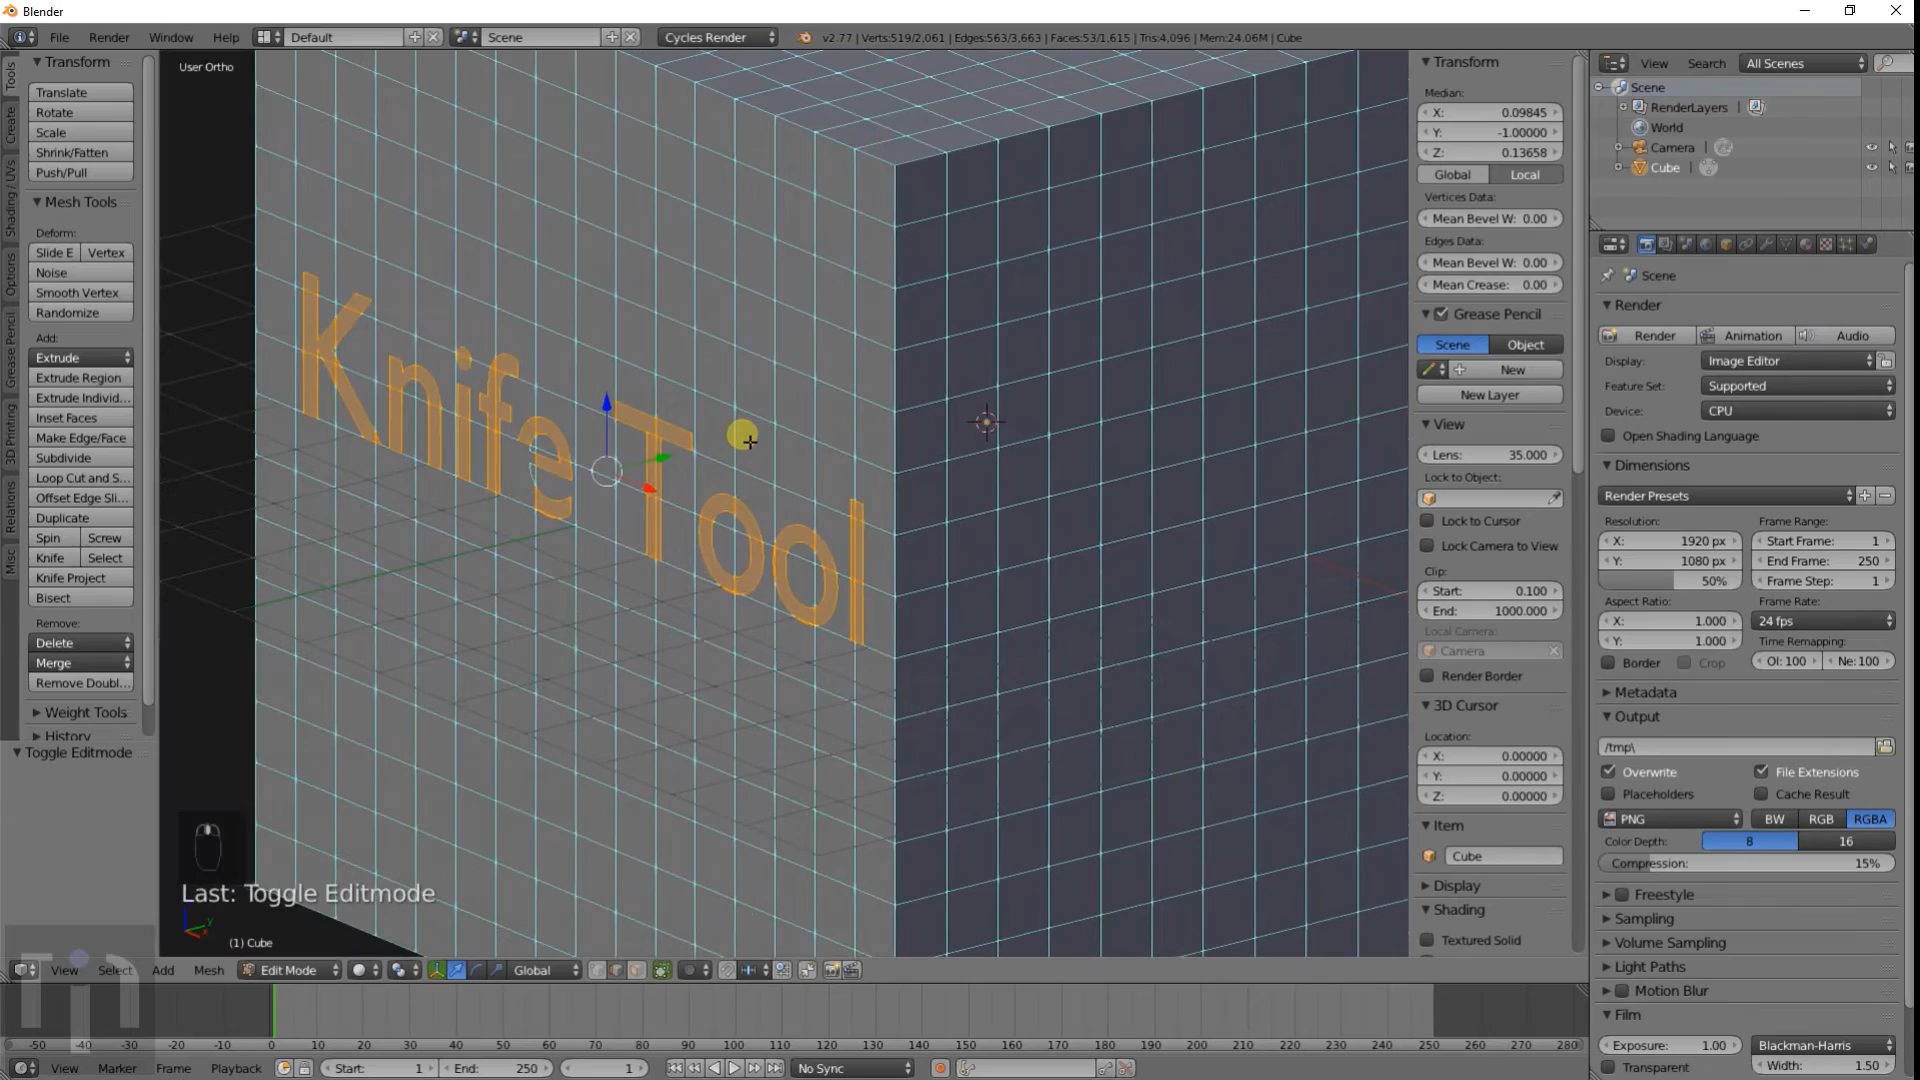 Blender
File Render Window Help Default Scene Cycles Render v2.77 | Verts:519/2,061 | Edges:563/3,663 | Faces:53/1,615 | Tris:4,096 | Mem:24.06M | Cube
Tools
Create
Shading / UVs
Options
Grease Pencil
3D Printing
Relations
Misc
Transform
Translate
Rotate
Scale
Shrink/Fatten
Push/Pull
Mesh Tools
Deform:
Slide E Vertex
Noise
Smooth Vertex
Randomize
Add:
Extrude
Extrude Region
Extrude Individ...
Inset Faces
Make Edge/Face
Subdivide
Loop Cut and S...
Offset Edge Sli...
Duplicate
Spin Screw
Knife Select
Knife Project
Bisect
Remove:
Delete
Merge
Remove Doubl...
Weight Tools
History
Toggle Editmode
User Ortho
Knife Tool
Last: Toggle Editmode
(1) Cube
View Select Add Mesh Edit Mode Global
Transform
Median:
X: 0.09845
Y: -1.00000
Z: 0.13658
Global Local
Vertices Data:
Mean Bevel W: 0.00
Edges Data:
Mean Bevel W: 0.00
Mean Crease: 0.00
Grease Pencil
Scene Object
New
New Layer
View
Lens: 35.000
Lock to Object:
Lock to Cursor
Lock Camera to View
Clip:
Start: 0.100
End: 1000.000
Local Camera:
Camera
Render Border
3D Cursor
Location:
X: 0.00000
Y: 0.00000
Z: 0.00000
Item
Cube
Display
Shading
Textured Solid
View Search All Scenes
Scene
RenderLayers
World
Camera
Cube
Scene
Render
Render Animation Audio
Display: Image Editor
Feature Set: Supported
Device: CPU
Open Shading Language
Dimensions
Render Presets
Resolution: Frame Range:
X: 1920 px Start Frame: 1
Y: 1080 px End Frame: 250
50% Frame Step: 1
Aspect Ratio: Frame Rate:
X: 1.000 24 fps
Y: 1.000 Time Remapping:
Border Crop Ol: 100 Ne: 100
Metadata
Output
/tmp\
Overwrite File Extensions
Placeholders Cache Result
PNG BW RGB RGBA
Color Depth: 8 16
Compression: 15%
Freestyle
Sampling
Volume Sampling
Light Paths
Motion Blur
Film
Exposure: 1.00 Blackman-Harris
Transparent Width: 1.50
-50 -40 -30 -20 -10 0 10 20 30 40 50 60 70 80 90 100 110 120 130 140 150 160 170 180 190 200 210 220 230 240 250 260 270 280
View Marker Frame Playback Start: 1 End: 250 1 No Sync